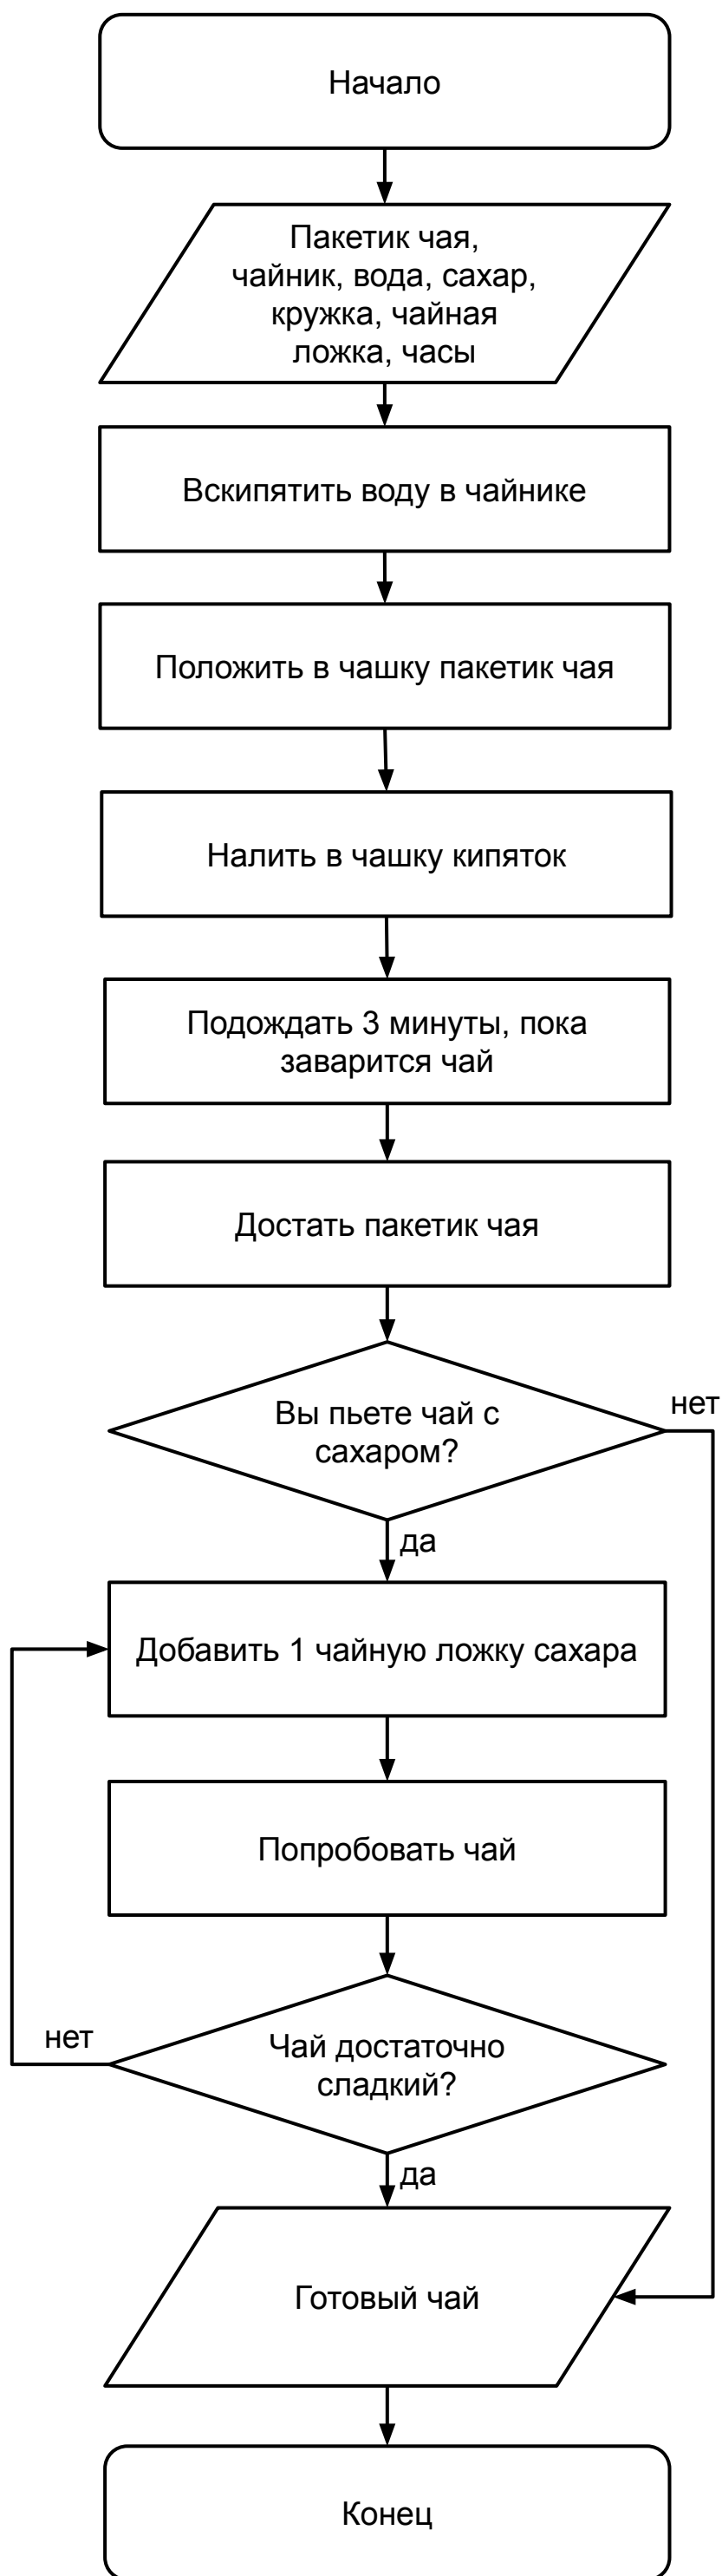 Начало
Пакетик чая,
чайник, вода, сахар,
кружка, чайная
ложка, часы
Вскипятить воду в чайнике
Положить в чашку пакетик чая
Налить в чашку кипяток
Подождать 3 минуты, пока
заварится чай
Достать пакетик чая
Вы пьете чай с
сахаром?
нет
да
Добавить 1 чайную ложку сахара
Попробовать чай
Чай достаточно
сладкий?
нет
да
Готовый чай
Конец